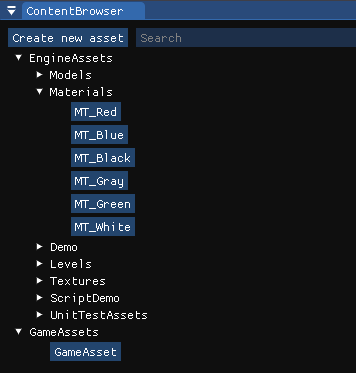 ContentBrowser
Create new asset Search
EngineAssets
Models
Materials
MT_Red
MT_Blue
MT_Black
MT_Gray
MT_Green
MT_White
Demo
Levels
Textures
ScriptDemo
UnitTestAssets
GameAssets
GameAsset